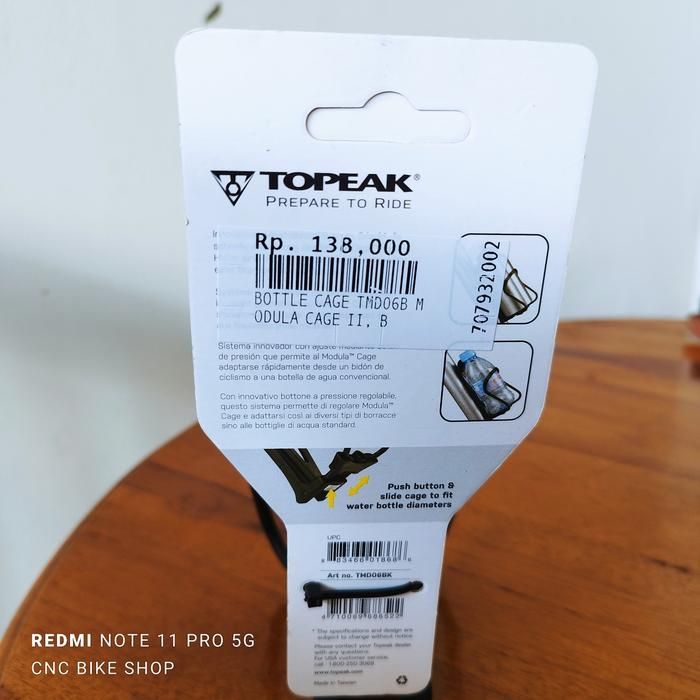 TOPEAK®
PREPARE TO RIDE
Rp. 138,000
BOTTLE CAGE TMD06B M
ODULA CAGE II, B
707932002
Sistema innovador con ajuste mediante
de presión que permite al Modula™ Cage
adaptarse rápidamente desde un bidón de
ciclismo a una botella de agua convencional.
Con innovativo bottone a pressione regolabile,
questo sistema permette di regolare Modula™
Cage e adattarsi così ai diversi tipi di borracce
sino alle bottiglie di acqua standard.
Push button &
slide cage to fit
water bottle diameters
UPC
Art no. TMD06BK
* The specifications and design are
subject to change without notice.
Please contact your Topeak dealer
with any questions.
For USA customer service,
call : 1-800-250-3068
www.topeak.com
Made in Taiwan
REDMI NOTE 11 PRO 5G
CNC BIKE SHOP